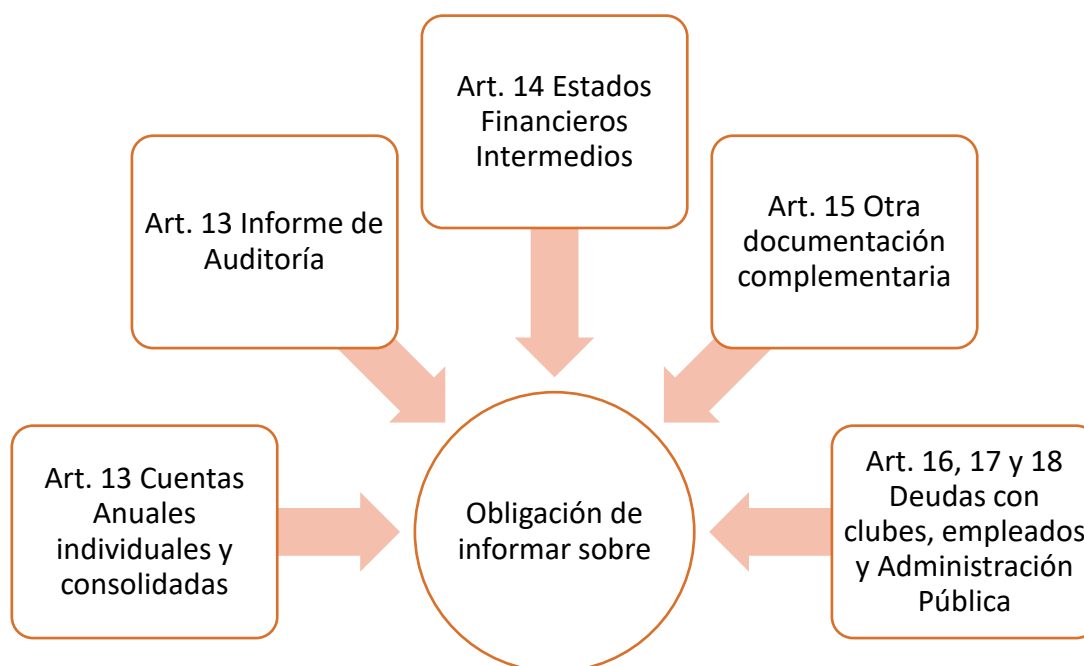 Art. 14 Estados
Financieros
Intermedios
Art. 13 Informe de
Auditoría
Art. 15 Otra
documentación
complementaria
Art. 13 Cuentas
Anuales
individuales y
consolidadas
Obligación de
informar sobre
Art. 16, 17 y 18
Deudas con
clubes, empleados
y Administración
Pública